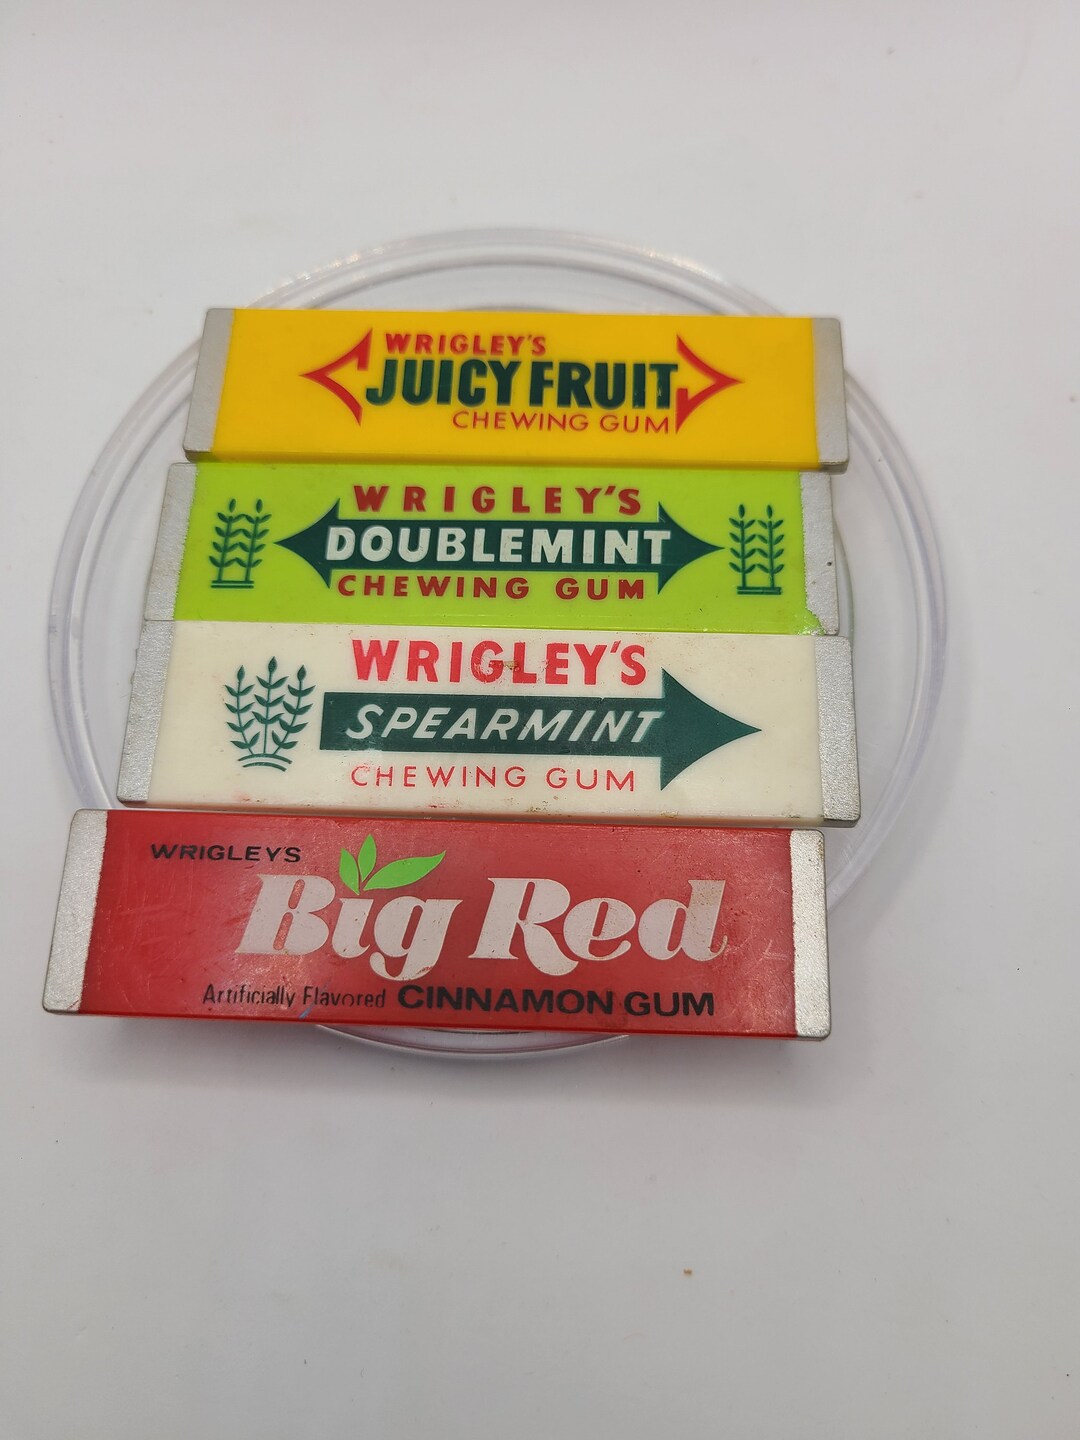 WRIGLEY'S
JUICY FRUIT
CHEWING GUM
WRIGLEY'S
DOUBLEMINT
CHEWING GUM
WRIGLEY'S
SPEARMINT
CHEWING GUM
WRIGLEYS
Big Red
Artificially Flavored CINNAMON GUM